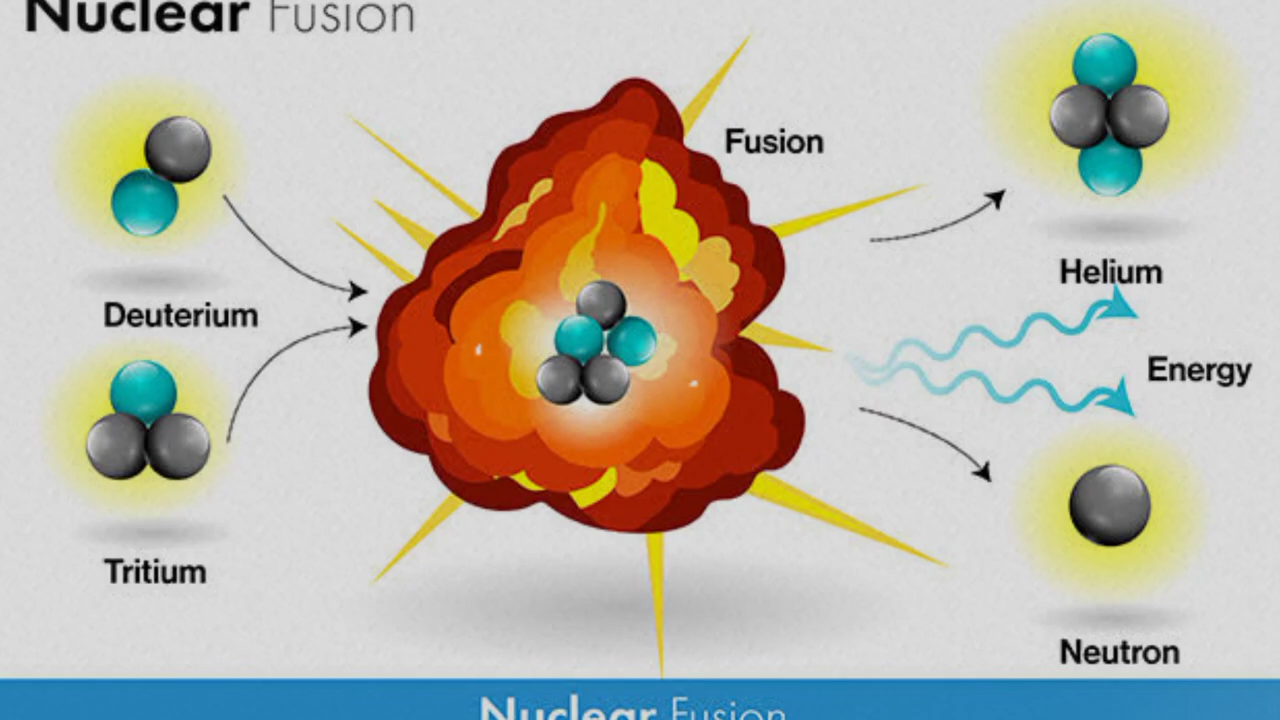 Nuclear Fusion
Fusion
Deuterium
Helium
Energy
Tritium
Neutron
Nuclear Fusion